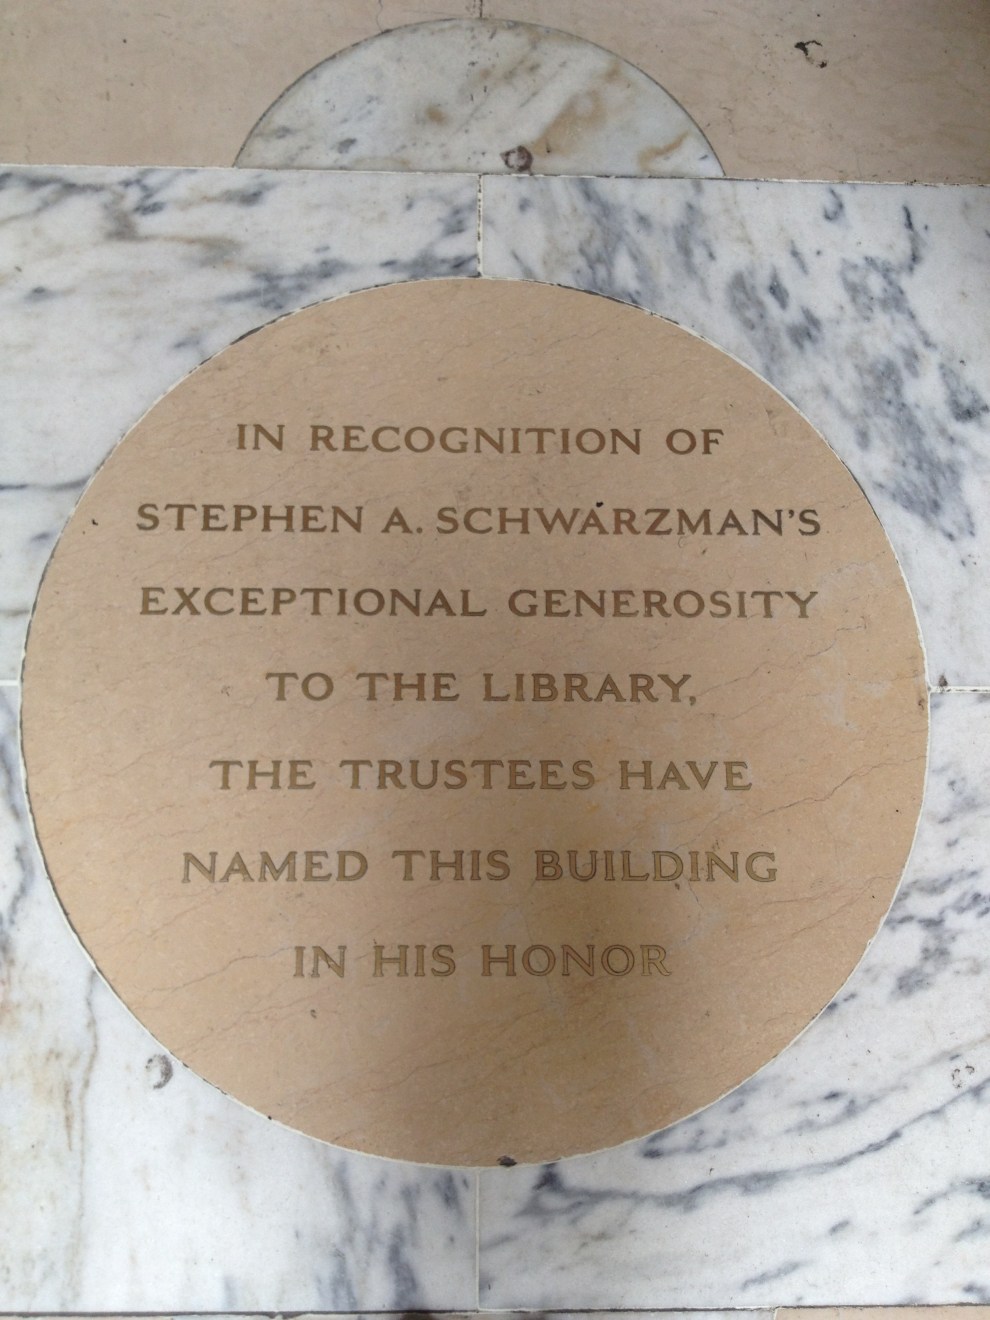 IN RECOGNITION OF
STEPHEN A. SCHWARZMAN'S
EXCEPTIONAL GENEROSITY
TO THE LIBRARY,
THE TRUSTEES HAVE
NAMED THIS BUILDING
IN HIS HONOR